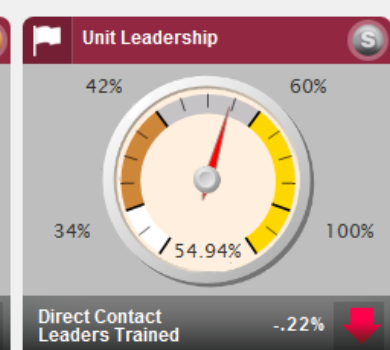 Unit Leadership
S
42%
60%
34%
100%
54.94%
Direct Contact
Leaders Trained
-.22%